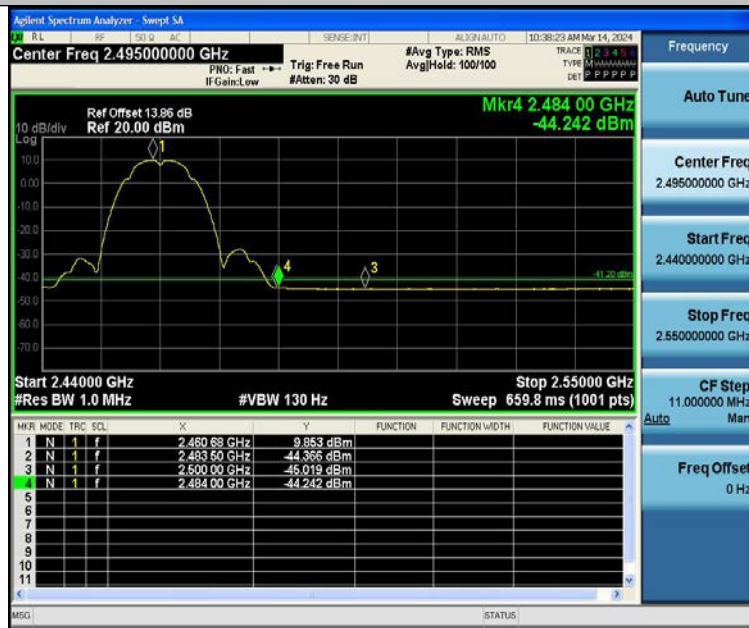 Agilent Spectrum Analyzer - Swept SA
RL RF 50 Ω AC SENSE:INT ALIGN AUTO 10:38:23 AM Mar 14, 2024
Center Freq 2.495000000 GHz
PNO: Fast
IFGain:Low
Trig: Free Run
#Atten: 30 dB
#Avg Type: RMS
Avg|Hold: 100/100
TRACE 1 2 3 4 5 6
TYPE M
DET P P P P P P
Mkr4 2.484 00 GHz
-44.242 dBm
Ref Offset 13.86 dB
10 dB/div Ref 20.00 dBm
Log
10.0
0.00
-10.0
-20.0
-30.0
-40.0
-50.0
-60.0
-70.0
1
4
3
-41.20 dBm
Start 2.44000 GHz Stop 2.55000 GHz
#Res BW 1.0 MHz #VBW 130 Hz Sweep 659.8 ms (1001 pts)
MKR MODE TRC SCL X Y FUNCTION FUNCTION WIDTH FUNCTION VALUE
1 N 1 f 2.460 68 GHz 9.853 dBm
2 N 1 f 2.483 50 GHz -44.366 dBm
3 N 1 f 2.500 00 GHz -45.019 dBm
4 N 1 f 2.484 00 GHz -44.242 dBm
5
6
7
8
9
10
11
MSG STATUS
Frequency
Auto Tune
Center Freq
2.495000000 GHz
Start Freq
2.440000000 GHz
Stop Freq
2.550000000 GHz
CF Step
11.000000 MHz
Auto Man
Freq Offset
0 Hz